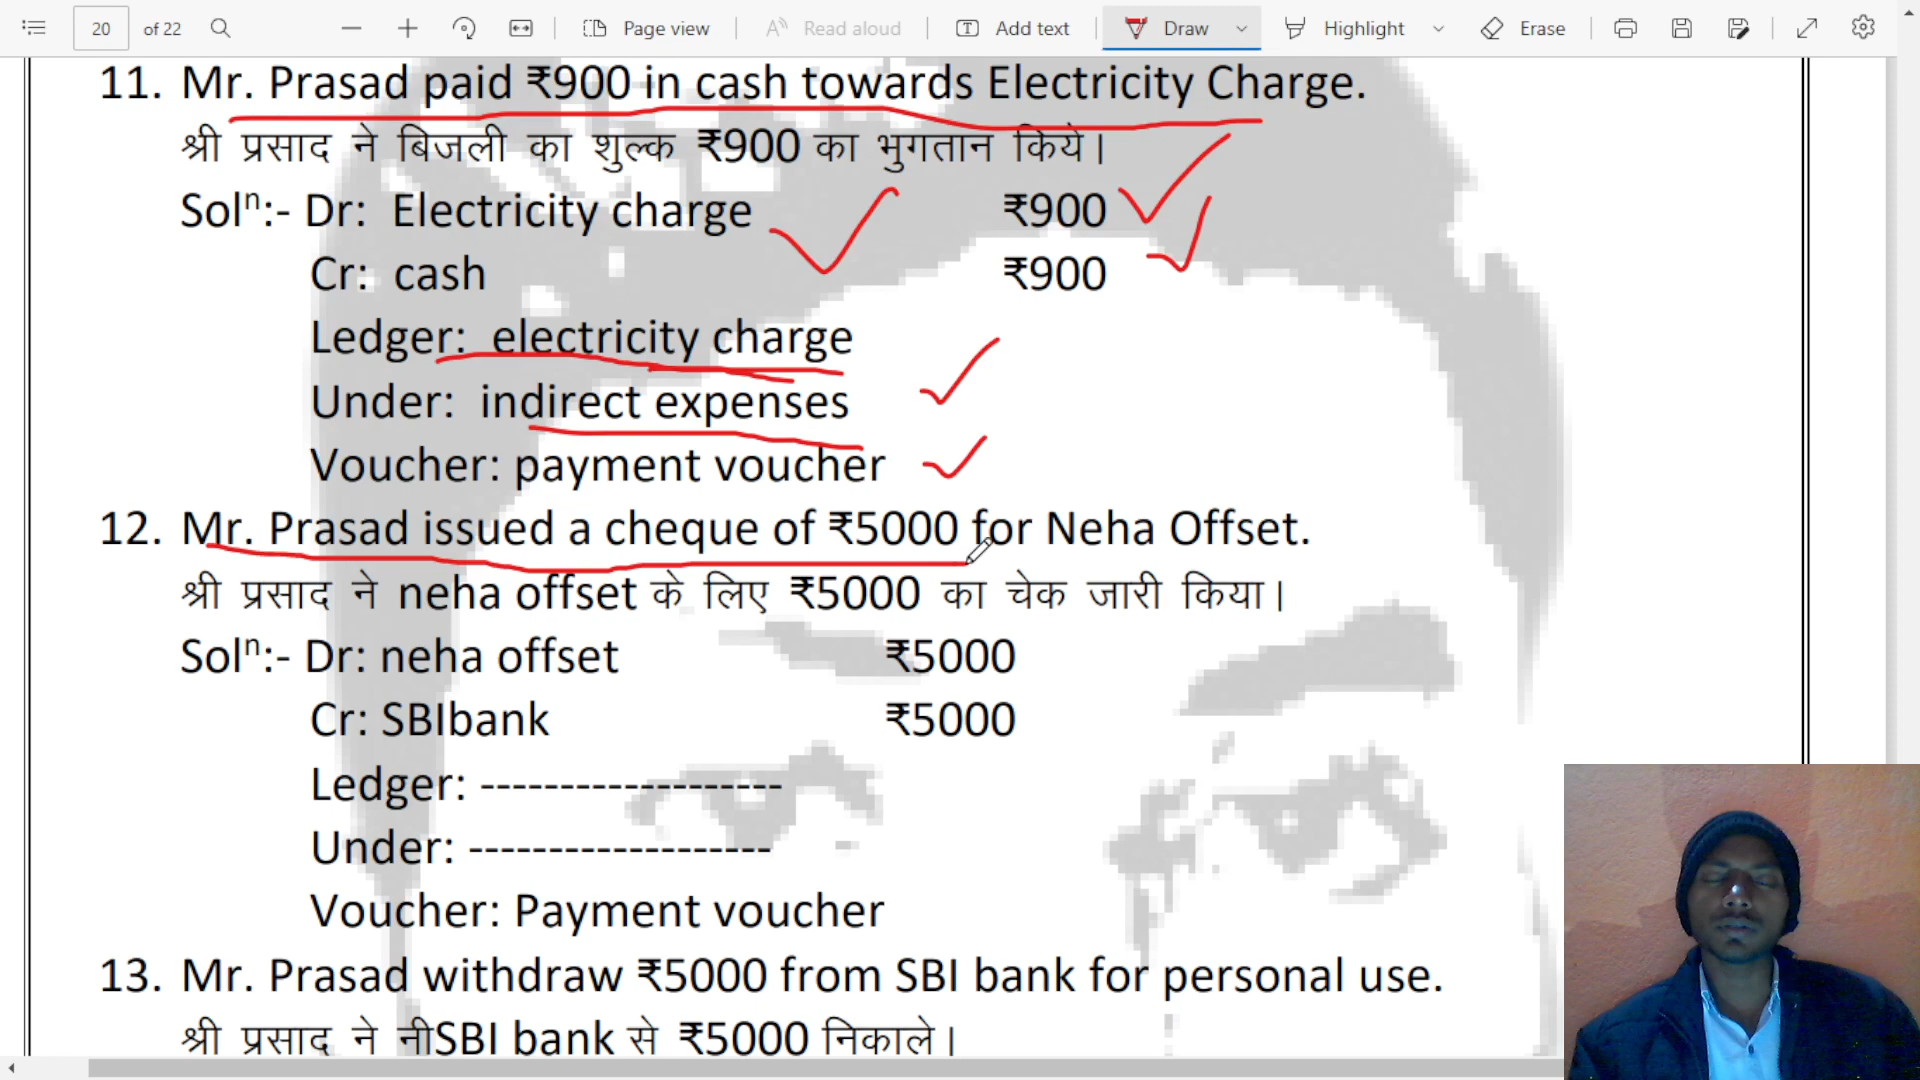 20 of 22 Page view Read aloud Add text Draw Highlight Erase
11. Mr. Prasad paid ₹900 in cash towards Electricity Charge.
श्री प्रसाद ने बिजली का शुल्क ₹900 का भुगतान किये।
Solⁿ:- Dr: Electricity charge ₹900
Cr: cash ₹900
Ledger: electricity charge
Under: indirect expenses
Voucher: payment voucher
12. Mr. Prasad issued a cheque of ₹5000 for Neha Offset.
श्री प्रसाद ने neha offset के लिए ₹5000 का चेक जारी किया।
Solⁿ:- Dr: neha offset ₹5000
Cr: SBIbank ₹5000
Ledger: -------------------
Under: -------------------
Voucher: Payment voucher
13. Mr. Prasad withdraw ₹5000 from SBI bank for personal use.
श्री प्रसाद ने नीSBI bank से ₹5000 निकाले।